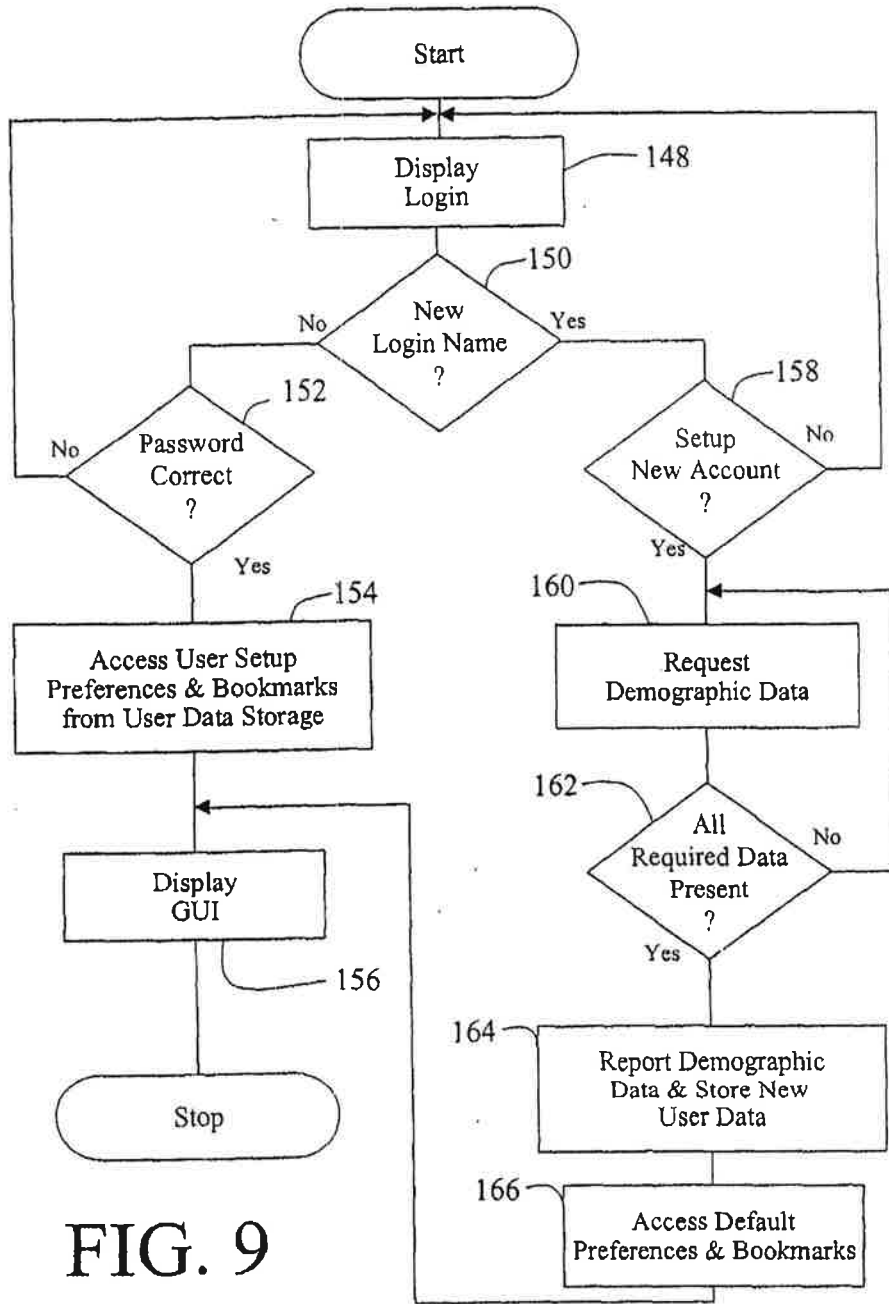 Start
Display
Login
148
150
New
Login Name
?
No
Yes
152
Password
Correct
?
No
Yes
158
Setup
New Account
?
No
Yes
154
Access User Setup
Preferences & Bookmarks
from User Data Storage
160
Request
Demographic Data
162
All
Required Data
Present
?
No
Yes
Display
GUI
156
164
Report Demographic
Data & Store New
User Data
Stop
166
Access Default
Preferences & Bookmarks
FIG. 9